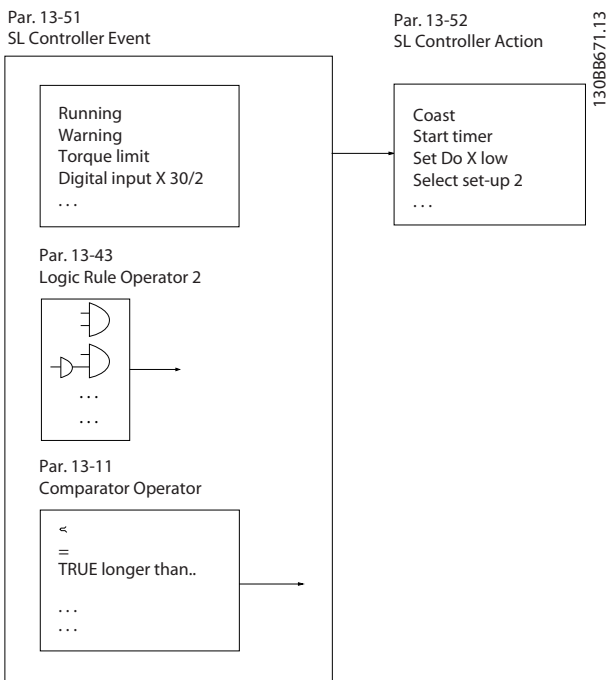 Par. 13-51
SL Controller Event
Par. 13-52
SL Controller Action
130BB671.13
Running
Warning
Torque limit
Digital input X 30/2
. . .
Coast
Start timer
Set Do X low
Select set-up 2
. . .
Par. 13-43
Logic Rule Operator 2
. . .
. . .
Par. 13-11
Comparator Operator
<
=
TRUE longer than..
. . .
. . .